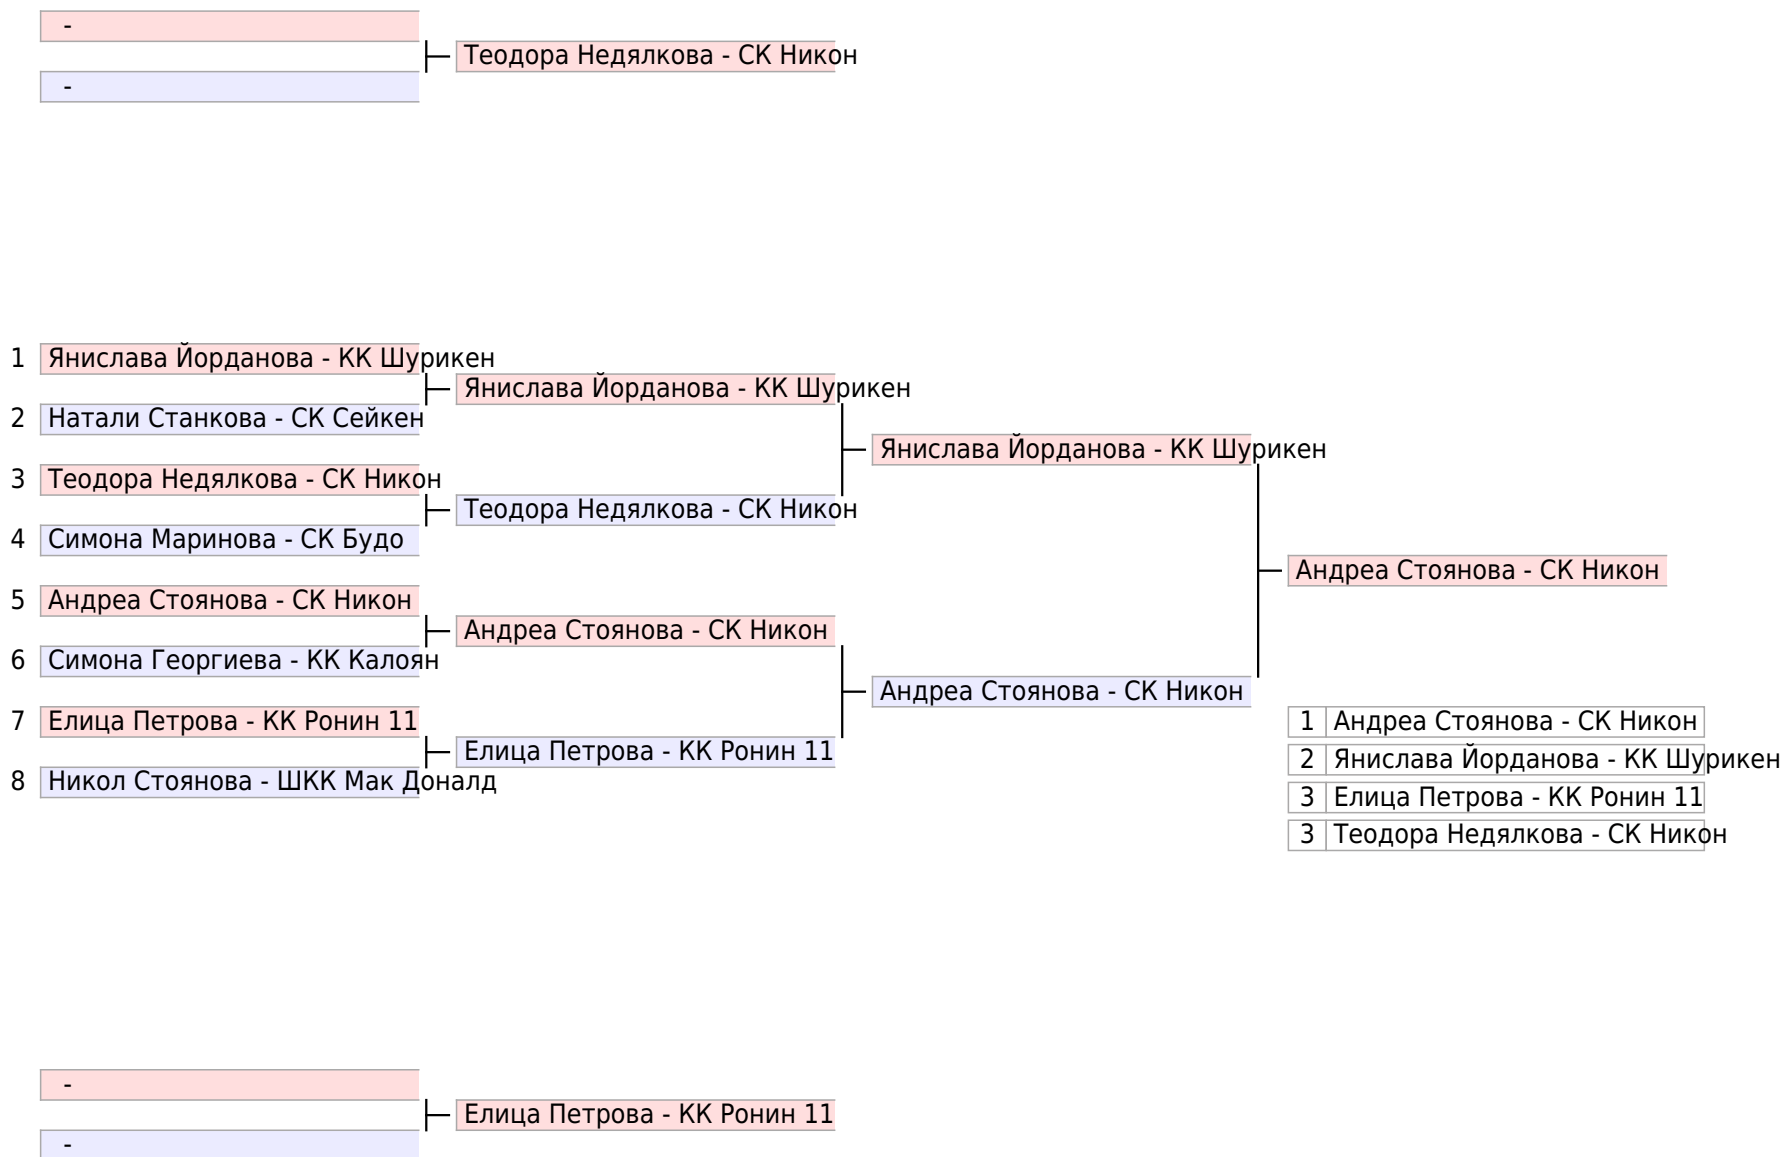 -
Теодора Недялкова - СК Никон
-
1 Янислава Йорданова - КК Шурикен
Янислава Йорданова - КК Шурикен
2 Натали Станкова - СК Сейкен
Янислава Йорданова - КК Шурикен
3 Теодора Недялкова - СК Никон
Теодора Недялкова - СК Никон
4 Симона Маринова - СК Будо
Андреа Стоянова - СК Никон
5 Андреа Стоянова - СК Никон
Андреа Стоянова - СК Никон
6 Симона Георгиева - КК Калоян
Андреа Стоянова - СК Никон
7 Елица Петрова - КК Ронин 11
Елица Петрова - КК Ронин 11
8 Никол Стоянова - ШКК Мак Доналд
1 Андреа Стоянова - СК Никон
2 Янислава Йорданова - КК Шурикен
3 Елица Петрова - КК Ронин 11
3 Теодора Недялкова - СК Никон
-
Елица Петрова - КК Ронин 11
-